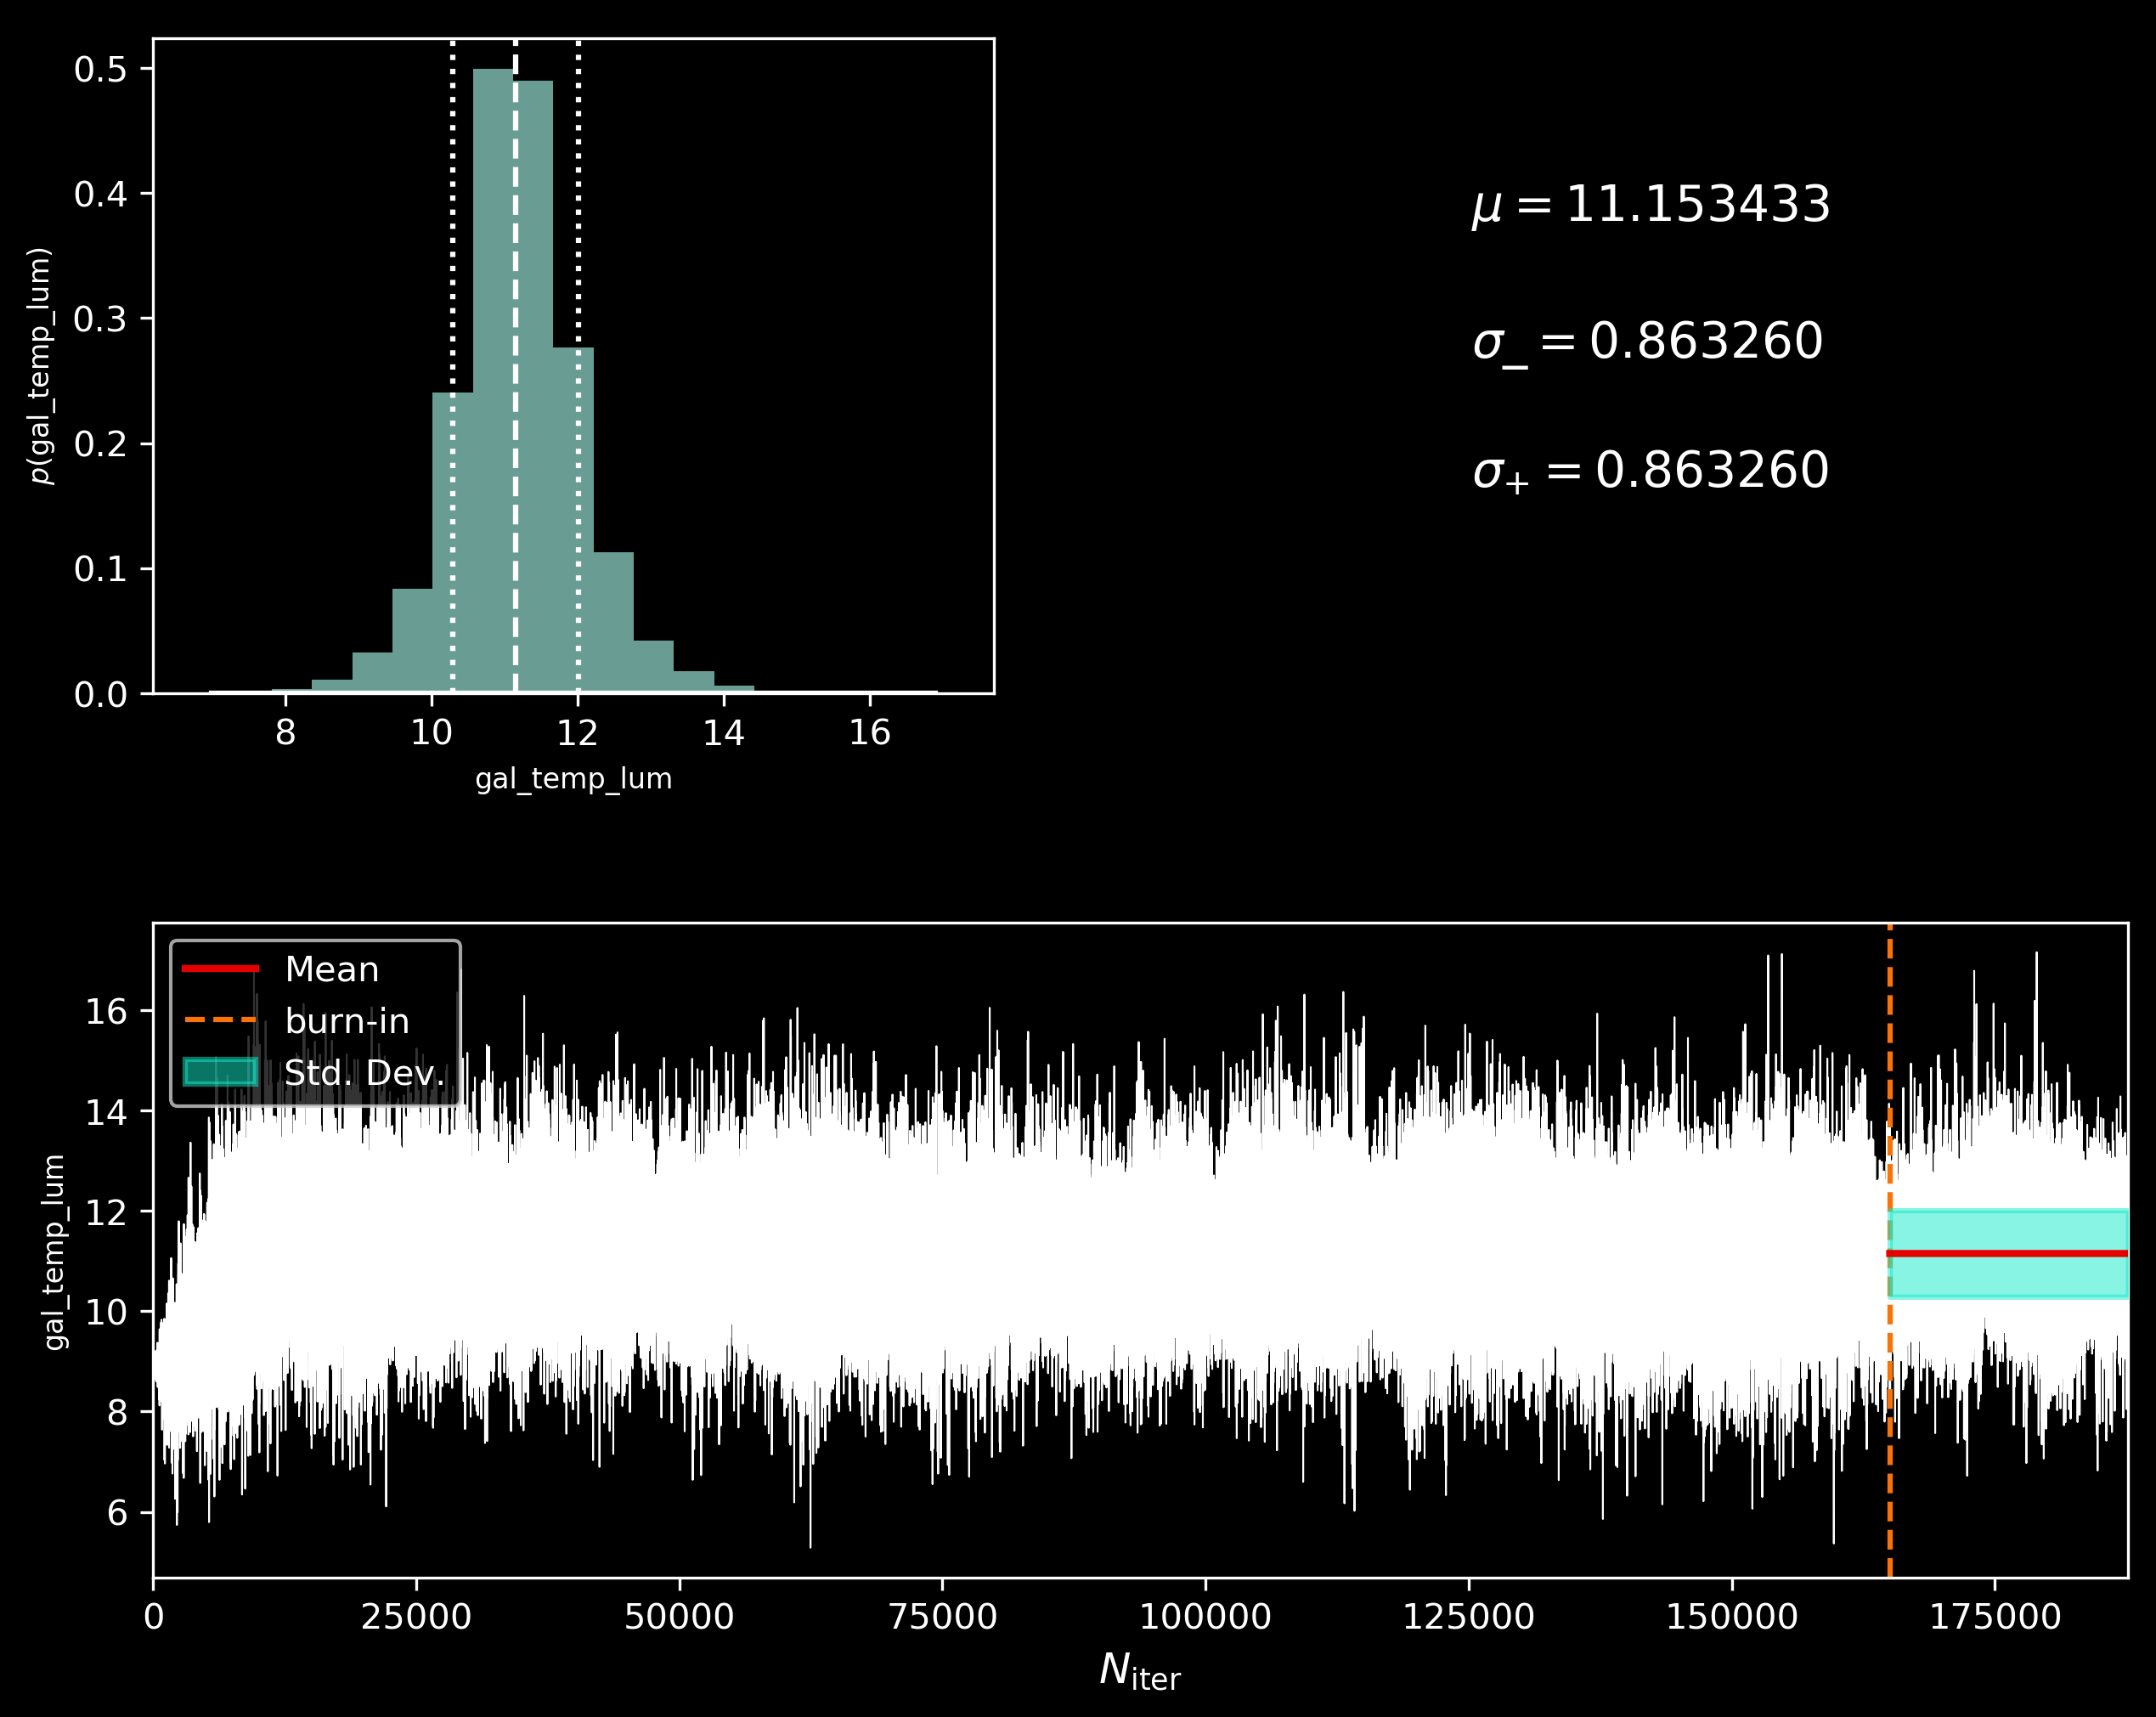 0.5
0.4
0.3
0.2
0.1
0.0
p(gal_temp_lum)
8 10 12 14 16
gal_temp_lum
μ = 11.153433
σ_ = 0.863260
σ+ = 0.863260
Mean
burn-in
Std. Dev.
16
14
12
10
8
6
gal_temp_lum
0 25000 50000 75000 100000 125000 150000 175000
Niter